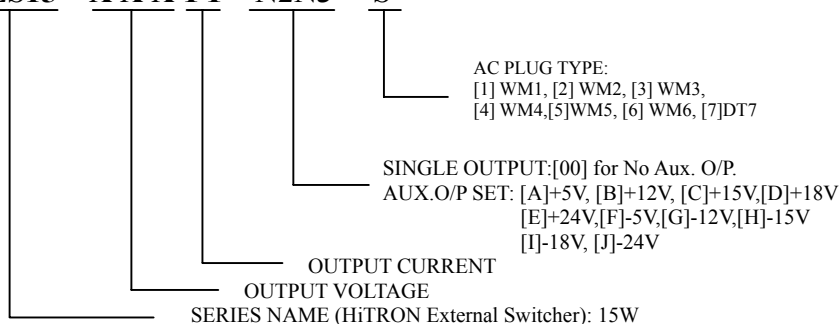 AC PLUG TYPE:
[1] WM1, [2] WM2, [3] WM3,
[4] WM4,[5]WM5, [6] WM6, [7]DT7
SINGLE OUTPUT:[00] for No Aux. O/P.
AUX.O/P SET: [A]+5V, [B]+12V, [C]+15V,[D]+18V
[E]+24V,[F]-5V,[G]-12V,[H]-15V
[I]-18V, [J]-24V
OUTPUT CURRENT
OUTPUT VOLTAGE
SERIES NAME (HiTRON External Switcher): 15W